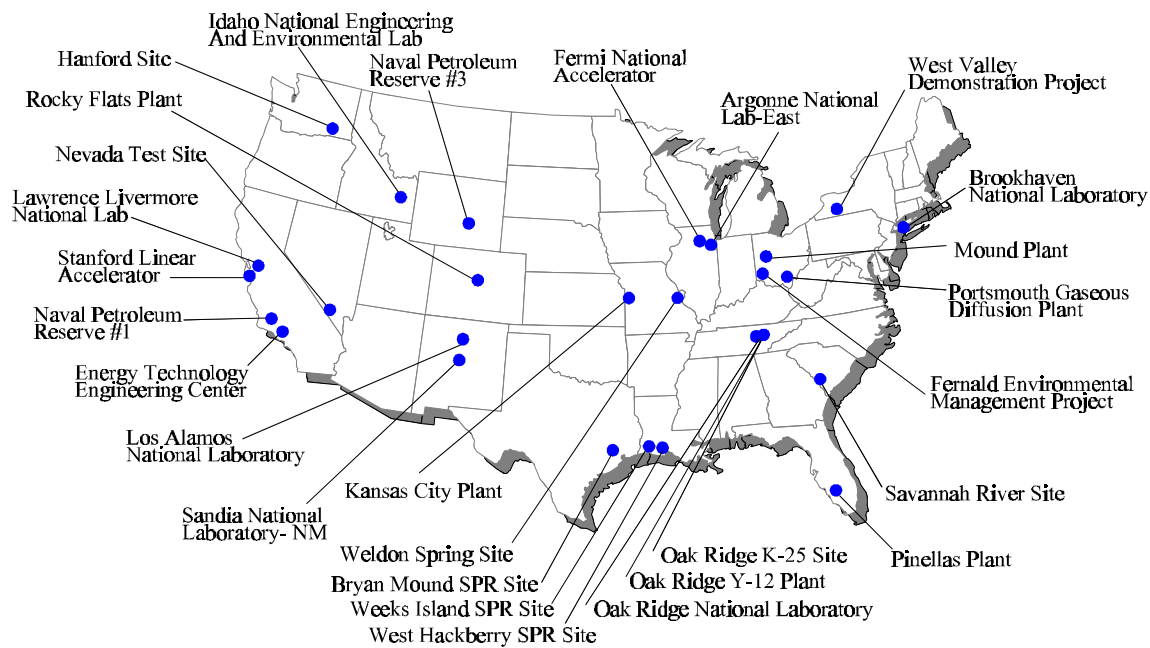 Idaho National Engineering
And Environmental Lab
Hanford Site
Naval Petroleum
Reserve #3
Fermi National
Accelerator
West Valley
Demonstration Project
Rocky Flats Plant
Argonne National
Lab-East
Nevada Test Site
Brookhaven
National Laboratory
Lawrence Livermore
National Lab
Mound Plant
Stanford Linear
Accelerator
Portsmouth Gaseous
Diffusion Plant
Naval Petroleum
Reserve #1
Energy Technology
Engineering Center
Fernald Environmental
Management Project
Los Alamos
National Laboratory
Kansas City Plant
Savannah River Site
Sandia National
Laboratory- NM
Weldon Spring Site
Oak Ridge K-25 Site
Pinellas Plant
Bryan Mound SPR Site
Oak Ridge Y-12 Plant
Weeks Island SPR Site
Oak Ridge National Laboratory
West Hackberry SPR Site